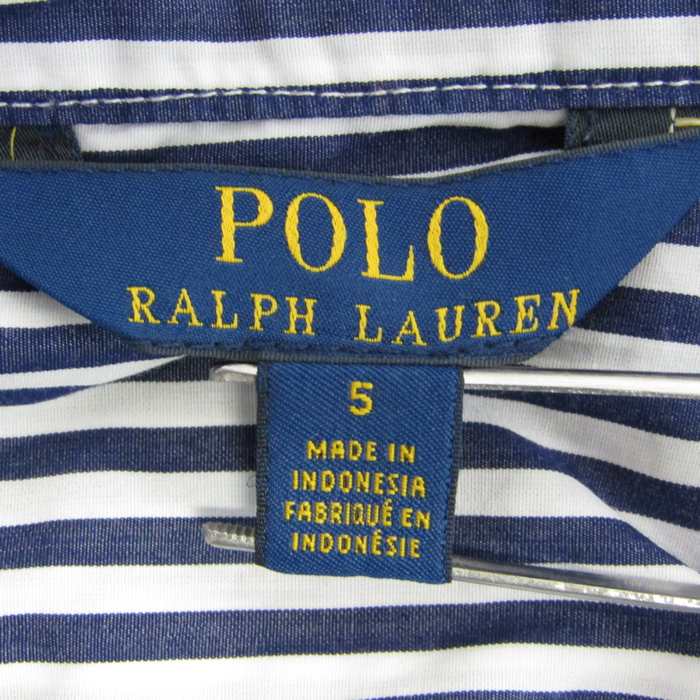 POLO
RALPH LAUREN
5
MADE IN
INDONESIA
FABRIQUÉ EN
INDONÉSIE